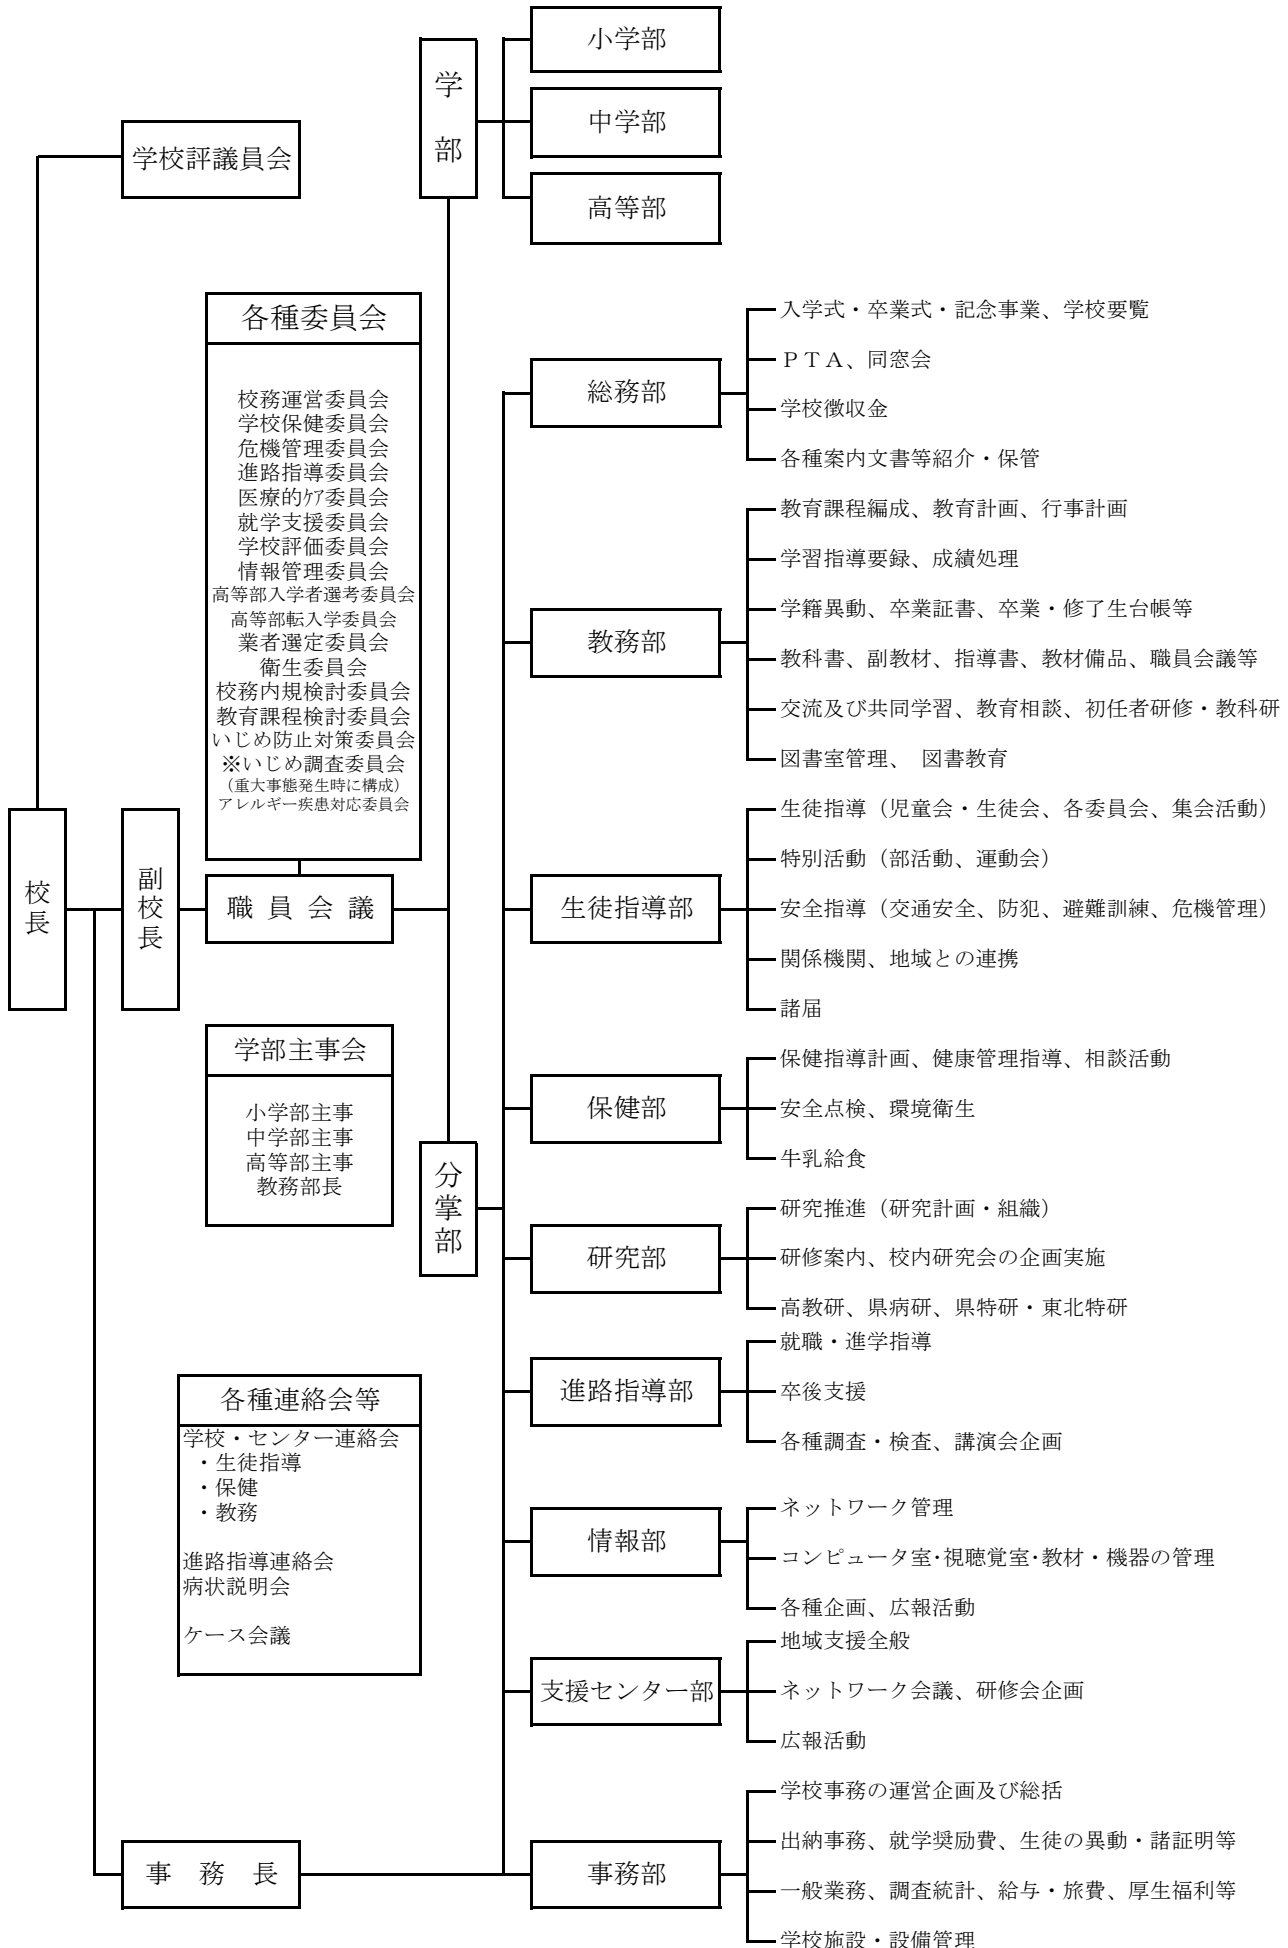 小学部
学部
中学部
学校評議員会
高等部
各種委員会
校務運営委員会
学校保健委員会
危機管理委員会
進路指導委員会
医療的ｹｱ委員会
就学支援委員会
学校評価委員会
情報管理委員会
高等部入学者選考委員会
高等部転入学委員会
業者選定委員会
衛生委員会
校務内規検討委員会
教育課程検討委員会
いじめ防止対策委員会
※いじめ調査委員会
（重大事態発生時に構成）
アレルギー疾患対応委員会
校長
副校長
職 員 会 議
学部主事会
小学部主事
中学部主事
高等部主事
教務部長
分掌部
各種連絡会等
学校・センター連絡会
・生徒指導
・保健
・教務
進路指導連絡会
病状説明会
ケース会議
事 務 長
総務部
入学式・卒業式・記念事業、学校要覧
ＰＴＡ、同窓会
学校徴収金
各種案内文書等紹介・保管
教務部
教育課程編成、教育計画、行事計画
学習指導要録、成績処理
学籍異動、卒業証書、卒業・修了生台帳等
教科書、副教材、指導書、教材備品、職員会議等
交流及び共同学習、教育相談、初任者研修・教科研
図書室管理、 図書教育
生徒指導部
生徒指導（児童会・生徒会、各委員会、集会活動）
特別活動（部活動、運動会）
安全指導（交通安全、防犯、避難訓練、危機管理）
関係機関、地域との連携
諸届
保健部
保健指導計画、健康管理指導、相談活動
安全点検、環境衛生
牛乳給食
研究部
研究推進（研究計画・組織）
研修案内、校内研究会の企画実施
高教研、県病研、県特研・東北特研
進路指導部
就職・進学指導
卒後支援
各種調査・検査、講演会企画
情報部
ネットワーク管理
コンピュータ室･視聴覚室･教材・機器の管理
各種企画、広報活動
支援センター部
地域支援全般
ネットワーク会議、研修会企画
広報活動
事務部
学校事務の運営企画及び総括
出納事務、就学奨励費、生徒の異動・諸証明等
一般業務、調査統計、給与・旅費、厚生福利等
学校施設・設備管理